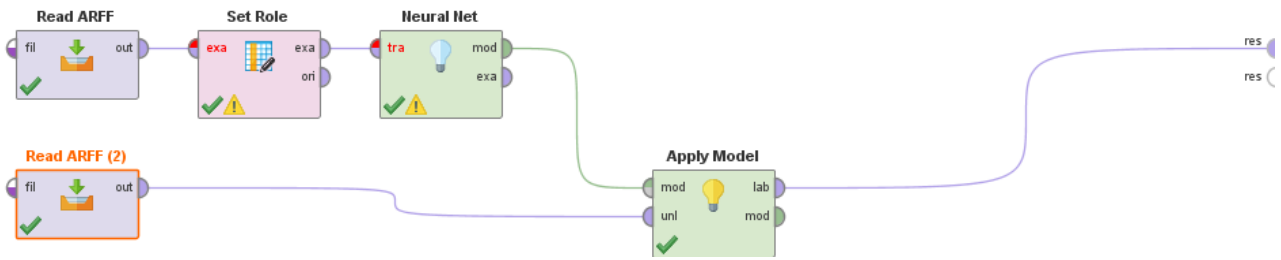 Read ARFF
Set Role
Neural Net
fil
out
exa
exa
ori
tra
mod
exa
res
res
Read ARFF (2)
fil
out
Apply Model
mod
lab
unl
mod